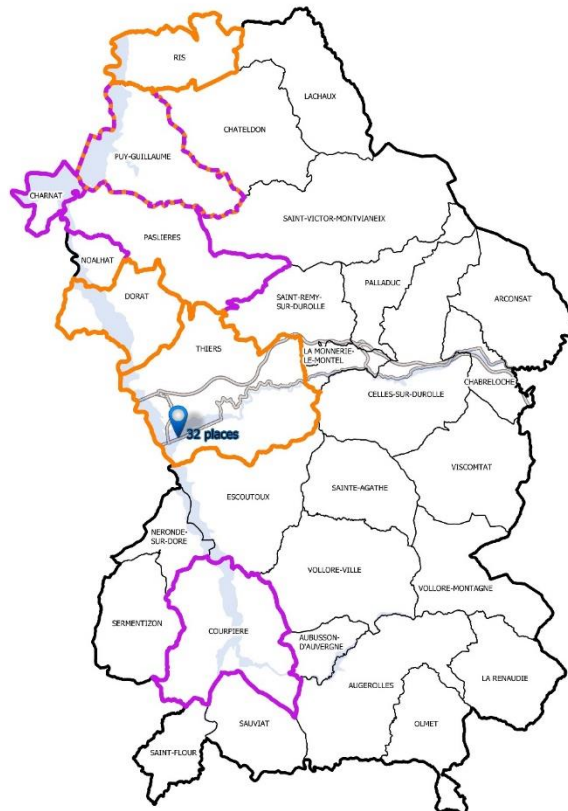 RIS
LACHAUX
CHATELDON
PUY-GUILLAUME
CHARNAT
SAINT-VICTOR-MONTVIANEIX
PASLIERES
NOALHAT
DORAT
SAINT-REMY-
SUR-DUROLLE
PALLADUC
ARCONSAT
THIERS
LA MONNERIE-
LE-MONTEL
CHABRELOCHE
CELLES-SUR-DUROLLE
32 places
VISCOMTAT
ESCOUTOUX
SAINTE-AGATHE
NERONDE-
SUR-DORE
VOLLORE-VILLE
VOLLORE-MONTAGNE
SERMENTIZON
COURPIERE
AUBUSSON-
D'AUVERGNE
LA RENAUDIE
AUGEROLLES
SAUVIAT
OLMET
SAINT-FLOUR